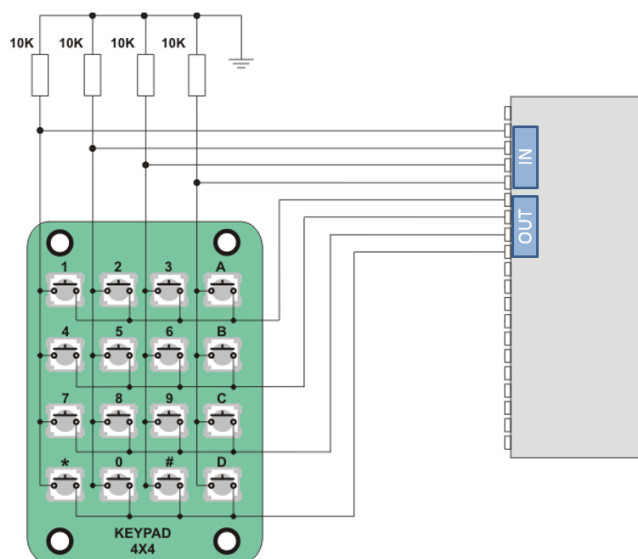 10K 10K 10K 10K
IN
OUT
1 2 3 A
4 5 6 B
7 8 9 C
* 0 # D
KEYPAD
4X4